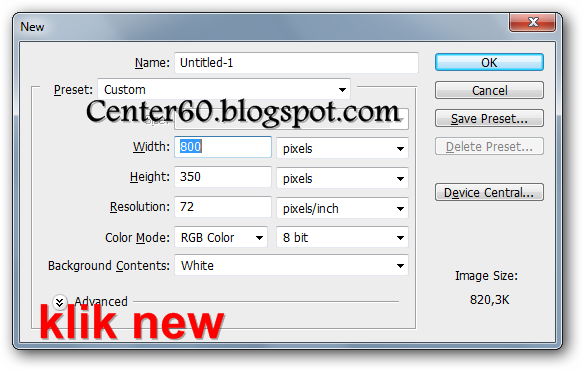 New
Name: Untitled-1
OK
Preset: Custom
Cancel
Center60.blogspot.com
Save Preset...
Width: 800 pixels
Delete Preset...
Height: 350 pixels
Device Central...
Resolution: 72 pixels/inch
Color Mode: RGB Color 8 bit
Background Contents: White
Image Size:
820,3K
Advanced
klik new